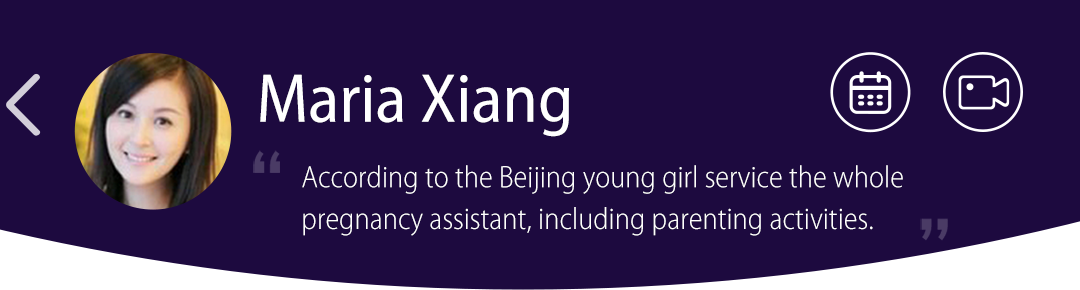 Maria Xiang
“ According to the Beijing young girl service the whole
pregnancy assistant, including parenting activities. ”